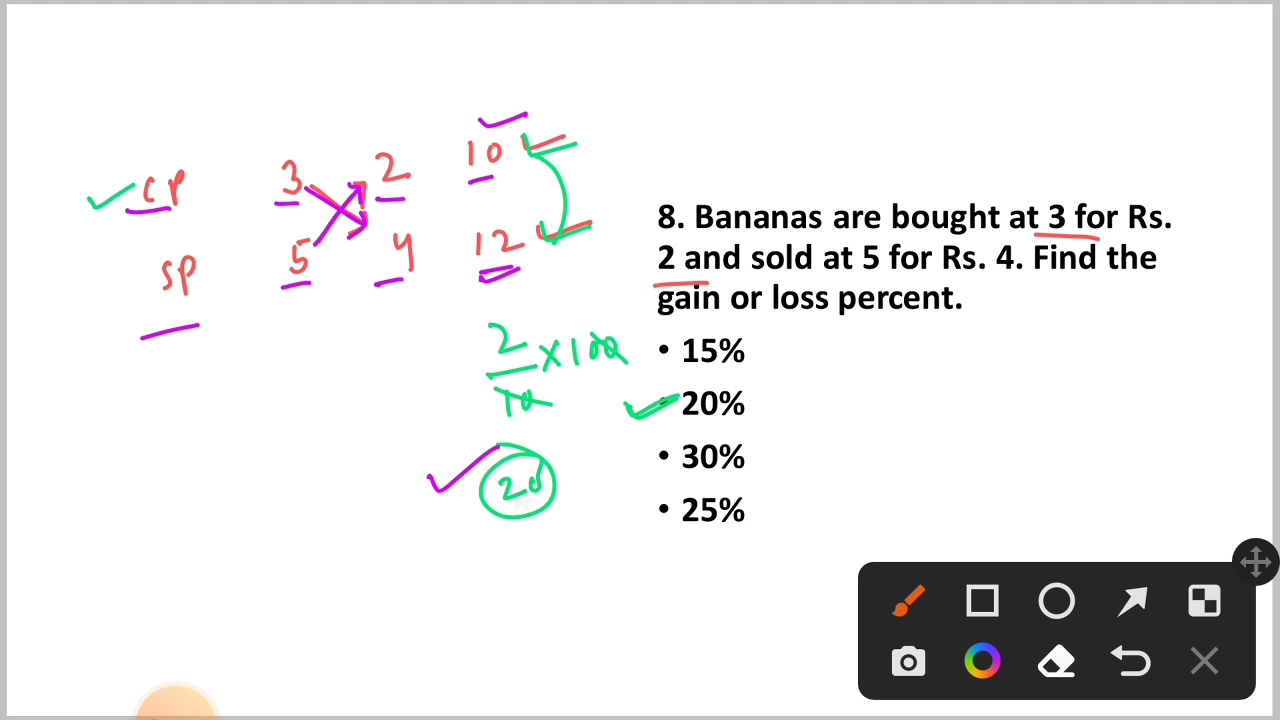 CP 3 2 10
SP 5 4 12
2
×100
10
20
8. Bananas are bought at 3 for Rs.
2 and sold at 5 for Rs. 4. Find the
gain or loss percent.
• 15%
20%
• 30%
• 25%